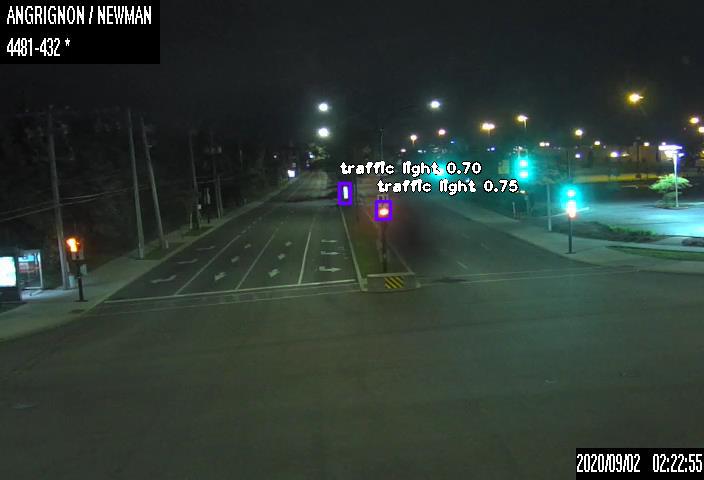 ANGRIGNON / NEWMAN
4481-432 *
traffic light 0.70
traffic light 0.75
2020/09/02 02:22:55